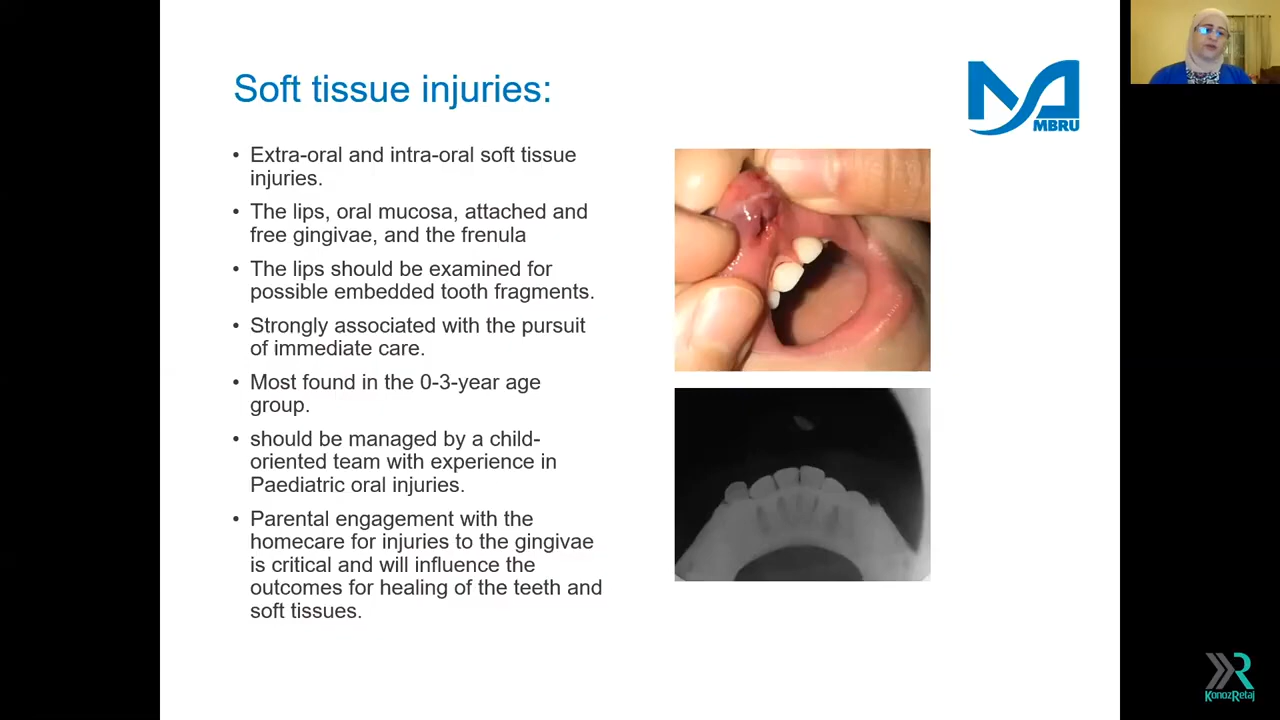 Soft tissue injuries:
MBRU
• Extra-oral and intra-oral soft tissue
injuries.
• The lips, oral mucosa, attached and
free gingivae, and the frenula
• The lips should be examined for
possible embedded tooth fragments.
• Strongly associated with the pursuit
of immediate care.
• Most found in the 0-3-year age
group.
• should be managed by a child-
oriented team with experience in
Paediatric oral injuries.
• Parental engagement with the
homecare for injuries to the gingivae
is critical and will influence the
outcomes for healing of the teeth and
soft tissues.
KonozRetaj